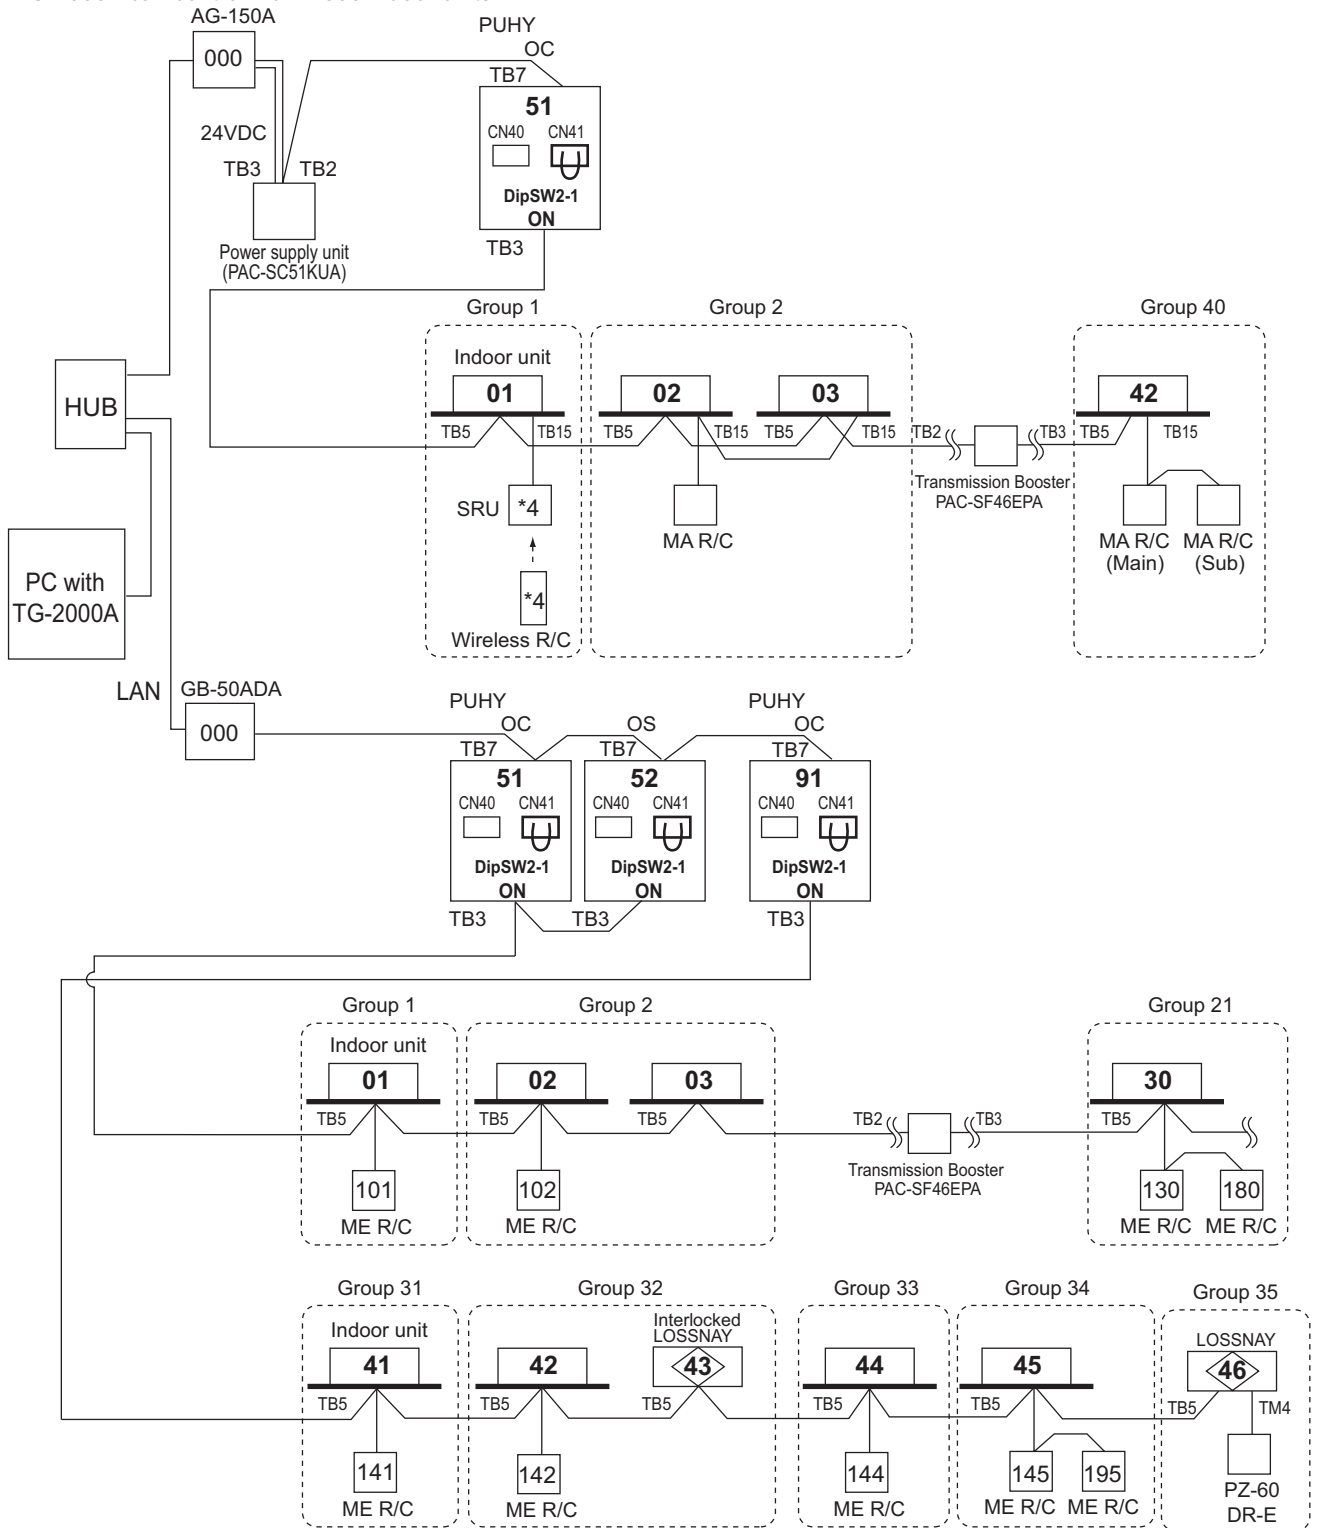 AG-150A
000
PUHY
OC
TB7
51
CN40 CN41
DipSW2-1
ON
TB3
24VDC
TB3 TB2
Power supply unit
(PAC-SC51KUA)
HUB
PC with
TG-2000A
LAN
Group 1
Indoor unit
01
TB5 TB15
SRU
*4
*4
Wireless R/C
Group 2
02 03
TB5 TB15 TB5 TB15
MA R/C
TB2 TB3
Transmission Booster
PAC-SF46EPA
Group 40
42
TB5 TB15
MA R/C MA R/C
(Main) (Sub)
GB-50ADA
000
PUHY
OC OS
TB7 TB7
51 52
CN40 CN41 CN40 CN41
DipSW2-1 DipSW2-1
ON ON
TB3 TB3
PUHY
OC
TB7
91
CN40 CN41
DipSW2-1
ON
TB3
Group 1
Indoor unit
01
TB5
101
ME R/C
Group 2
02 03
TB5 TB5
102
ME R/C
TB2 TB3
Transmission Booster
PAC-SF46EPA
Group 21
30
TB5
130 180
ME R/C ME R/C
Group 31
Indoor unit
41
TB5
141
ME R/C
Group 32
Interlocked
LOSSNAY
42 43
TB5 TB5
142
ME R/C
Group 33
44
TB5
144
ME R/C
Group 34
45
TB5
145 195
ME R/C ME R/C
Group 35
LOSSNAY
46
TB5 TM4
PZ-60
DR-E